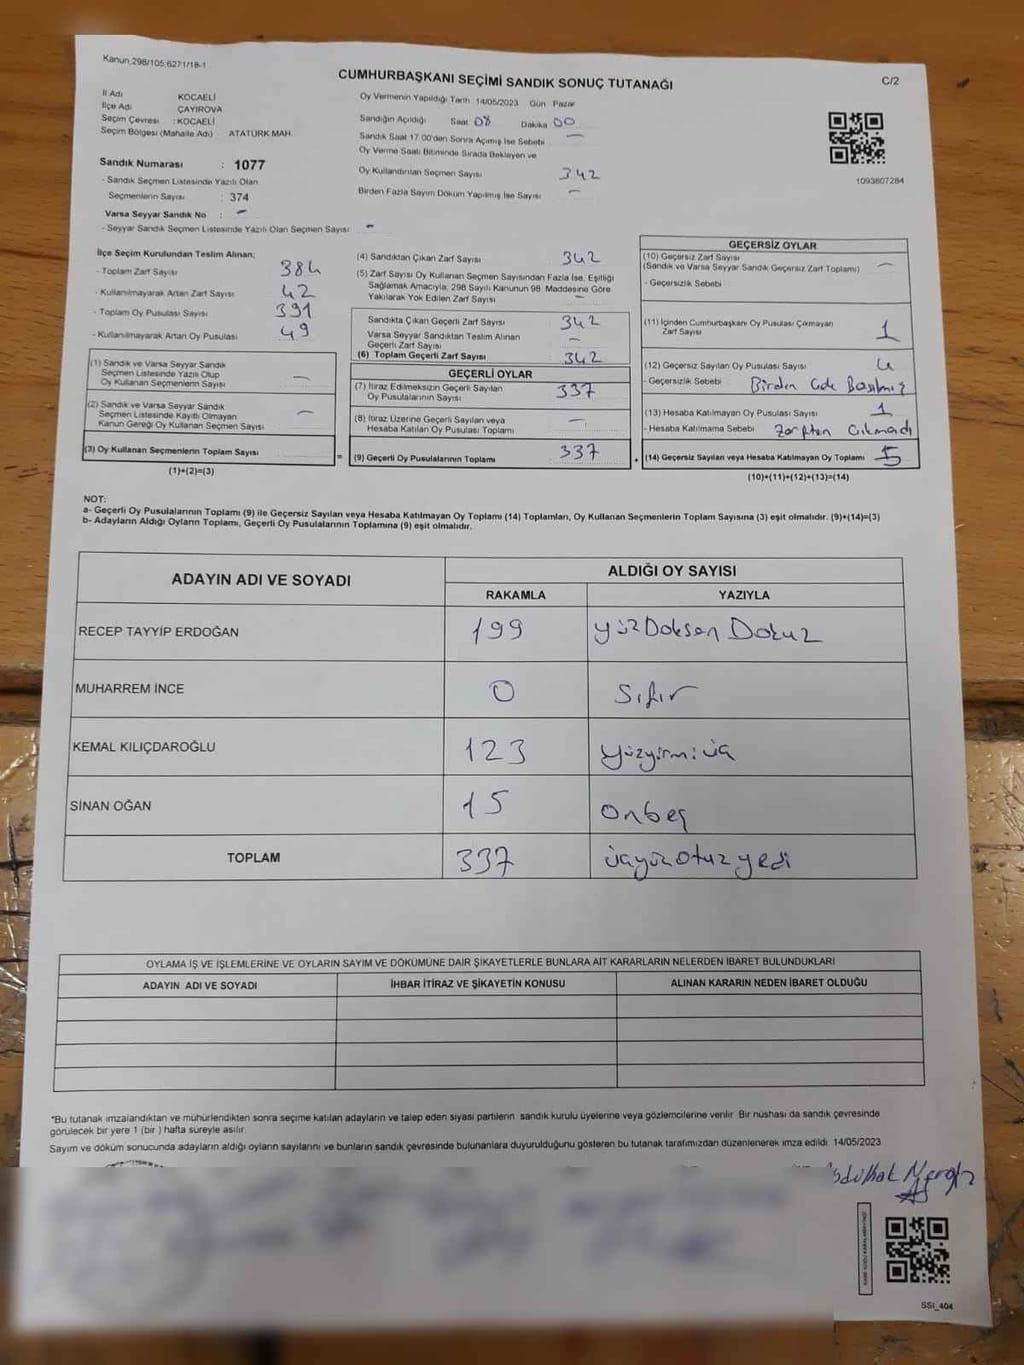 Kanun 298/105,6271/18-1
CUMHURBAŞKANI SEÇİMİ SANDIK SONUÇ TUTANAĞI
C/2
İl Adı KOCAELİ
İlçe Adı ÇAYIROVA
Seçim Çevresi : KOCAELİ
Seçim Bölgesi (Mahalle Adı) ATATÜRK MAH.
Sandık Numarası : 1077
- Sandık Seçmen Listesinde Yazılı Olan
Seçmenlerin Sayısı : 374
Varsa Seyyar Sandık No : -
- Seyyar Sandık Seçmen Listesinde Yazılı Olan Seçmen Sayısı : -
Oy Vermenin Yapıldığı Tarih 14/05/2023 Gün Pazar
Sandığın Açıldığı Saat 08 Dakika 00
Sandık Saat 17:00'den Sonra Açılmış İse Sebebi -
Oy Verme Saati Bitiminde Sırada Bekleyen ve
Oy Kullandırılan Seçmen Sayısı 342
Birden Fazla Sayım Döküm Yapılmış İse Sayısı -
1093807284
İlçe Seçim Kurulundan Teslim Alınan;
- Toplam Zarf Sayısı 384
- Kullanılmayarak Artan Zarf Sayısı 42
- Toplam Oy Pusulası Sayısı 391
- Kullanılmayarak Artan Oy Pusulası 49
(1) Sandık ve Varsa Seyyar Sandık
Seçmen Listesinde Yazılı Olup
Oy Kullanan Seçmenlerin Sayısı -
(2) Sandık ve Varsa Seyyar Sandık
Seçmen Listesinde Kayıtlı Olmayan
Kanun Gereği Oy Kullanan Seçmen Sayısı -
(3) Oy Kullanan Seçmenlerin Toplam Sayısı
(1)+(2)=(3)
(4) Sandıktan Çıkan Zarf Sayısı 342
(5) Zarf Sayısı Oy Kullanan Seçmen Sayısından Fazla İse, Eşitliği
Sağlamak Amacıyla, 298 Sayılı Kanunun 98. Maddesine Göre
Yakılarak Yok Edilen Zarf Sayısı -
Sandıkta Çıkan Geçerli Zarf Sayısı 342
Varsa Seyyar Sandıktan Teslim Alınan
Geçerli Zarf Sayısı -
(6) Toplam Geçerli Zarf Sayısı 342
GEÇERLİ OYLAR
(7) İtiraz Edilmeksizin Geçerli Sayılan
Oy Pusulalarının Sayısı 337
(8) İtiraz Üzerine Geçerli Sayılan veya
Hesaba Katılan Oy Pusulası Toplamı -
= (9) Geçerli Oy Pusulalarının Toplamı 337
GEÇERSİZ OYLAR
(10) Geçersiz Zarf Sayısı
(Sandık ve Varsa Seyyar Sandık Geçersiz Zarf Toplamı) -
- Geçersizlik Sebebi
(11) İçinden Cumhurbaşkanı Oy Pusulası Çıkmayan
Zarf Sayısı 1
(12) Geçersiz Sayılan Oy Pusulası Sayısı 4
- Geçersizlik Sebebi Birden Çok Basılmış
(13) Hesaba Katılmayan Oy Pusulası Sayısı 1
- Hesaba Katılmama Sebebi Zarftan Çıkmadı
+ (14) Geçersiz Sayılan veya Hesaba Katılmayan Oy Toplamı 5
(10)+(11)+(12)+(13)=(14)
NOT:
a- Geçerli Oy Pusulalarının Toplamı (9) ile Geçersiz Sayılan veya Hesaba Katılmayan Oy Toplamı (14) Toplamları, Oy Kullanan Seçmenlerin Toplam Sayısına (3) eşit olmalıdır. (9)+(14)=(3)
b- Adayların Aldığı Oyların Toplamı, Geçerli Oy Pusulalarının Toplamına (9) eşit olmalıdır.
ADAYIN ADI VE SOYADI ALDIĞI OY SAYISI
RAKAMLA YAZIYLA
RECEP TAYYİP ERDOĞAN 199 YüzDoksan Dokuz
MUHARREM İNCE 0 Sıfır
KEMAL KILIÇDAROĞLU 123 yüzyirmiüç
SİNAN OĞAN 15 onbeş
TOPLAM 337 üçyüzotuzyedi
OYLAMA İŞ VE İŞLEMLERİNE VE OYLARIN SAYIM VE DÖKÜMÜNE DAİR ŞİKAYETLERLE BUNLARA AİT KARARLARIN NELERDEN İBARET BULUNDUKLARI
ADAYIN ADI VE SOYADI İHBAR İTİRAZ VE ŞİKAYETİN KONUSU ALINAN KARARIN NEDEN İBARET OLDUĞU
*Bu tutanak imzalandıktan ve mühürlendikten sonra seçime katılan adayların ve talep eden siyasi partilerin sandık kurulu üyelerine veya gözlemcilerine verilir. Bir nüshası da sandık çevresinde
görülecek bir yere 1 (bir ) hafta süreyle asılır.
Sayım ve döküm sonucunda adayların aldığı oyların sayılarını ve bunların sandık çevresinde bulunanlara duyurulduğunu gösteren bu tutanak tarafımızdan düzenlenerek imza edildi. 14/05/2023
SSI_404